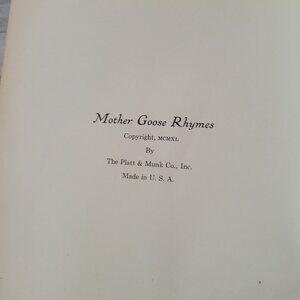 Mother Goose Rhymes
Copyright, MCMXL
By
The Platt & Munk Co., Inc.
Made in U. S. A.